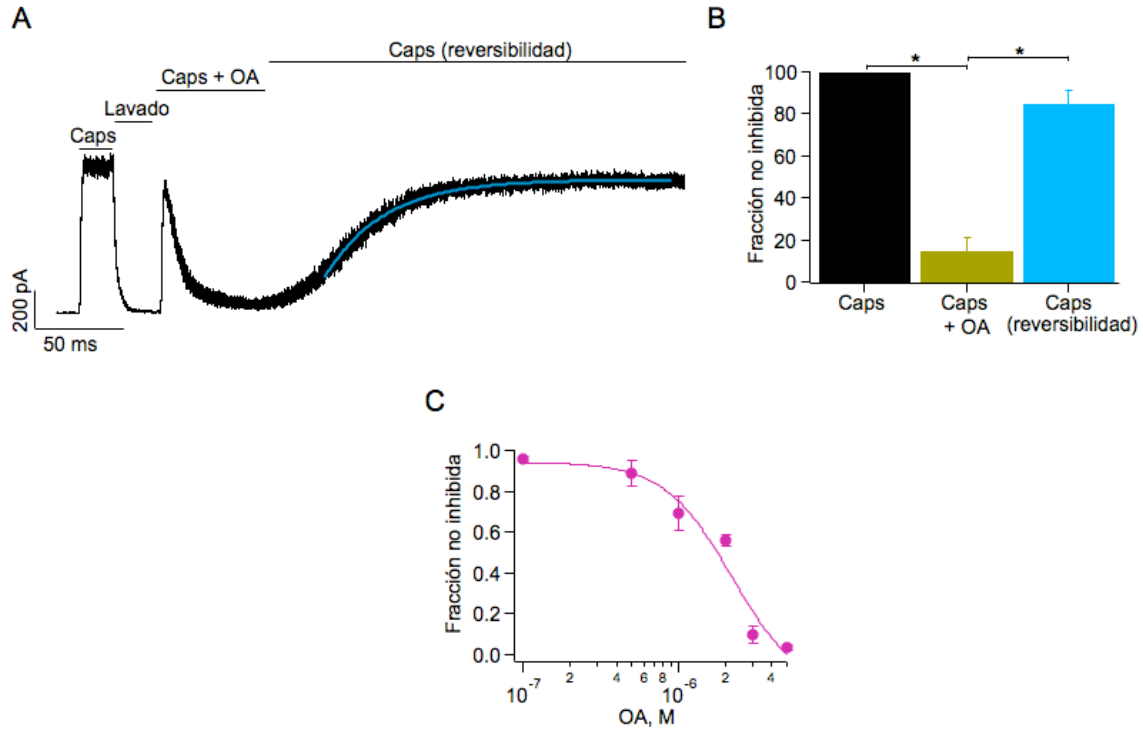 A
Caps (reversibilidad)
Caps + OA
Lavado
Caps
200 pA
50 ms
B
* *
Fracción no inhibida
100
80
60
40
20
0
Caps
Caps
+ OA
Caps
(reversibilidad)
C
Fracción no inhibida
1.0
0.8
0.6
0.4
0.2
0.0
10-7 2 4 6 8 10-6 2 4
OA, M